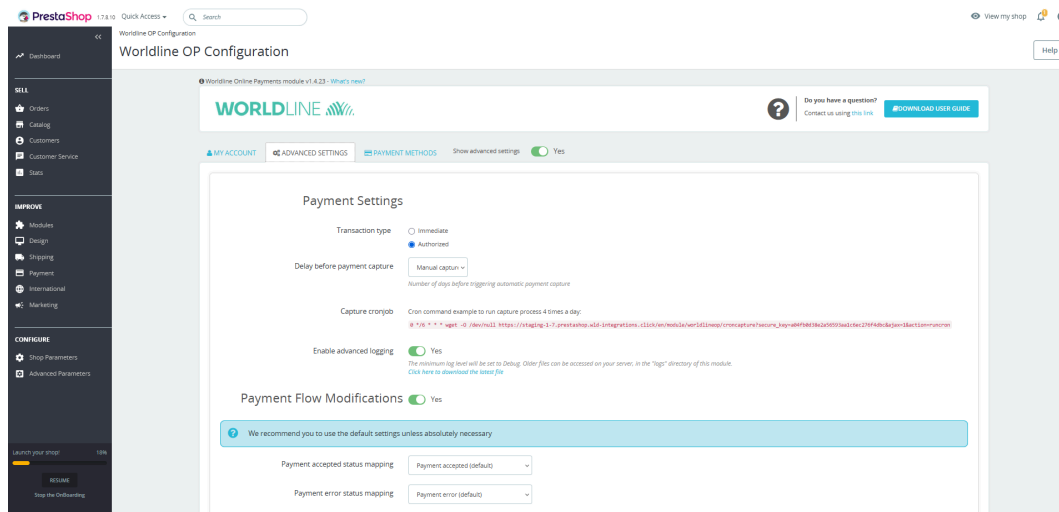 PrestaShop 1.7.8.10 Quick Access Search View my shop
Worldline OP Configuration
Worldline OP Configuration
Help
Dashboard
SELL
Orders
Catalog
Customers
Customer Service
Stats
IMPROVE
Modules
Design
Shipping
Payment
International
Marketing
CONFIGURE
Shop Parameters
Advanced Parameters
Launch your shop! 18%
RESUME
Stop the OnBoarding
Worldline Online Payments module v1.4.23 - What's new?
WORLDLINE
Do you have a question?
Contact us using this link
DOWNLOAD USER GUIDE
MY ACCOUNT ADVANCED SETTINGS PAYMENT METHODS Show advanced settings Yes
Payment Settings
Transaction type Immediate
Authorized
Delay before payment capture Manual captur
Number of days before triggering automatic payment capture.
Capture cronjob Cron command example to run capture process 4 times a day:
0 */6 * * * wget -O /dev/null
Enable advanced logging Yes
The minimum log level will be set to Debug. Older files can be accessed on your server, in the "logs" directory of this module.
Click here to download the latest file
Payment Flow Modifications Yes
We recommend you to use the default settings unless absolutely necessary
Payment accepted status mapping Payment accepted (default)
Payment error status mapping Payment error (default)